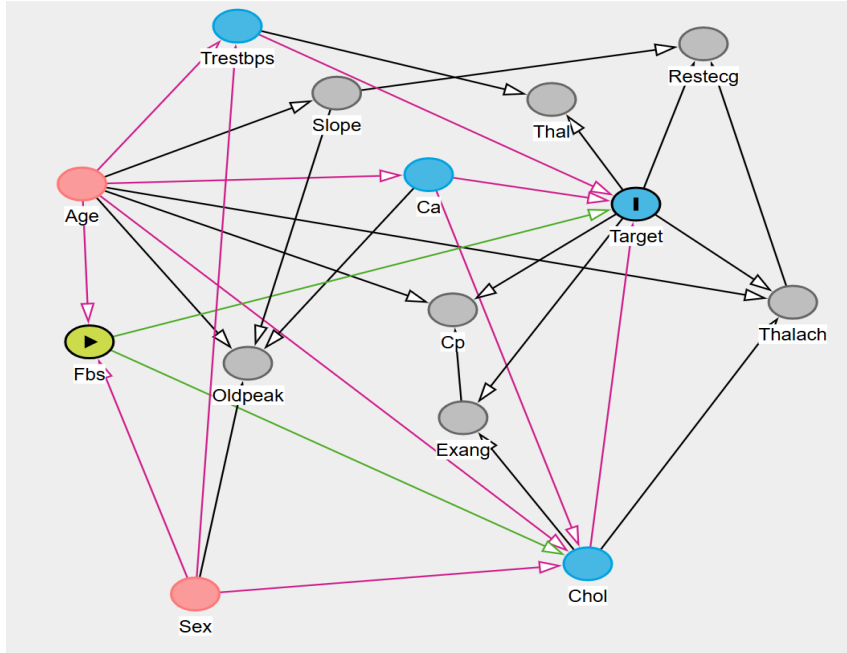 Trestbps
Restecg
Slope
Thal
Age
Ca
Target
Thalach
Cp
Fbs
Oldpeak
Exang
Chol
Sex